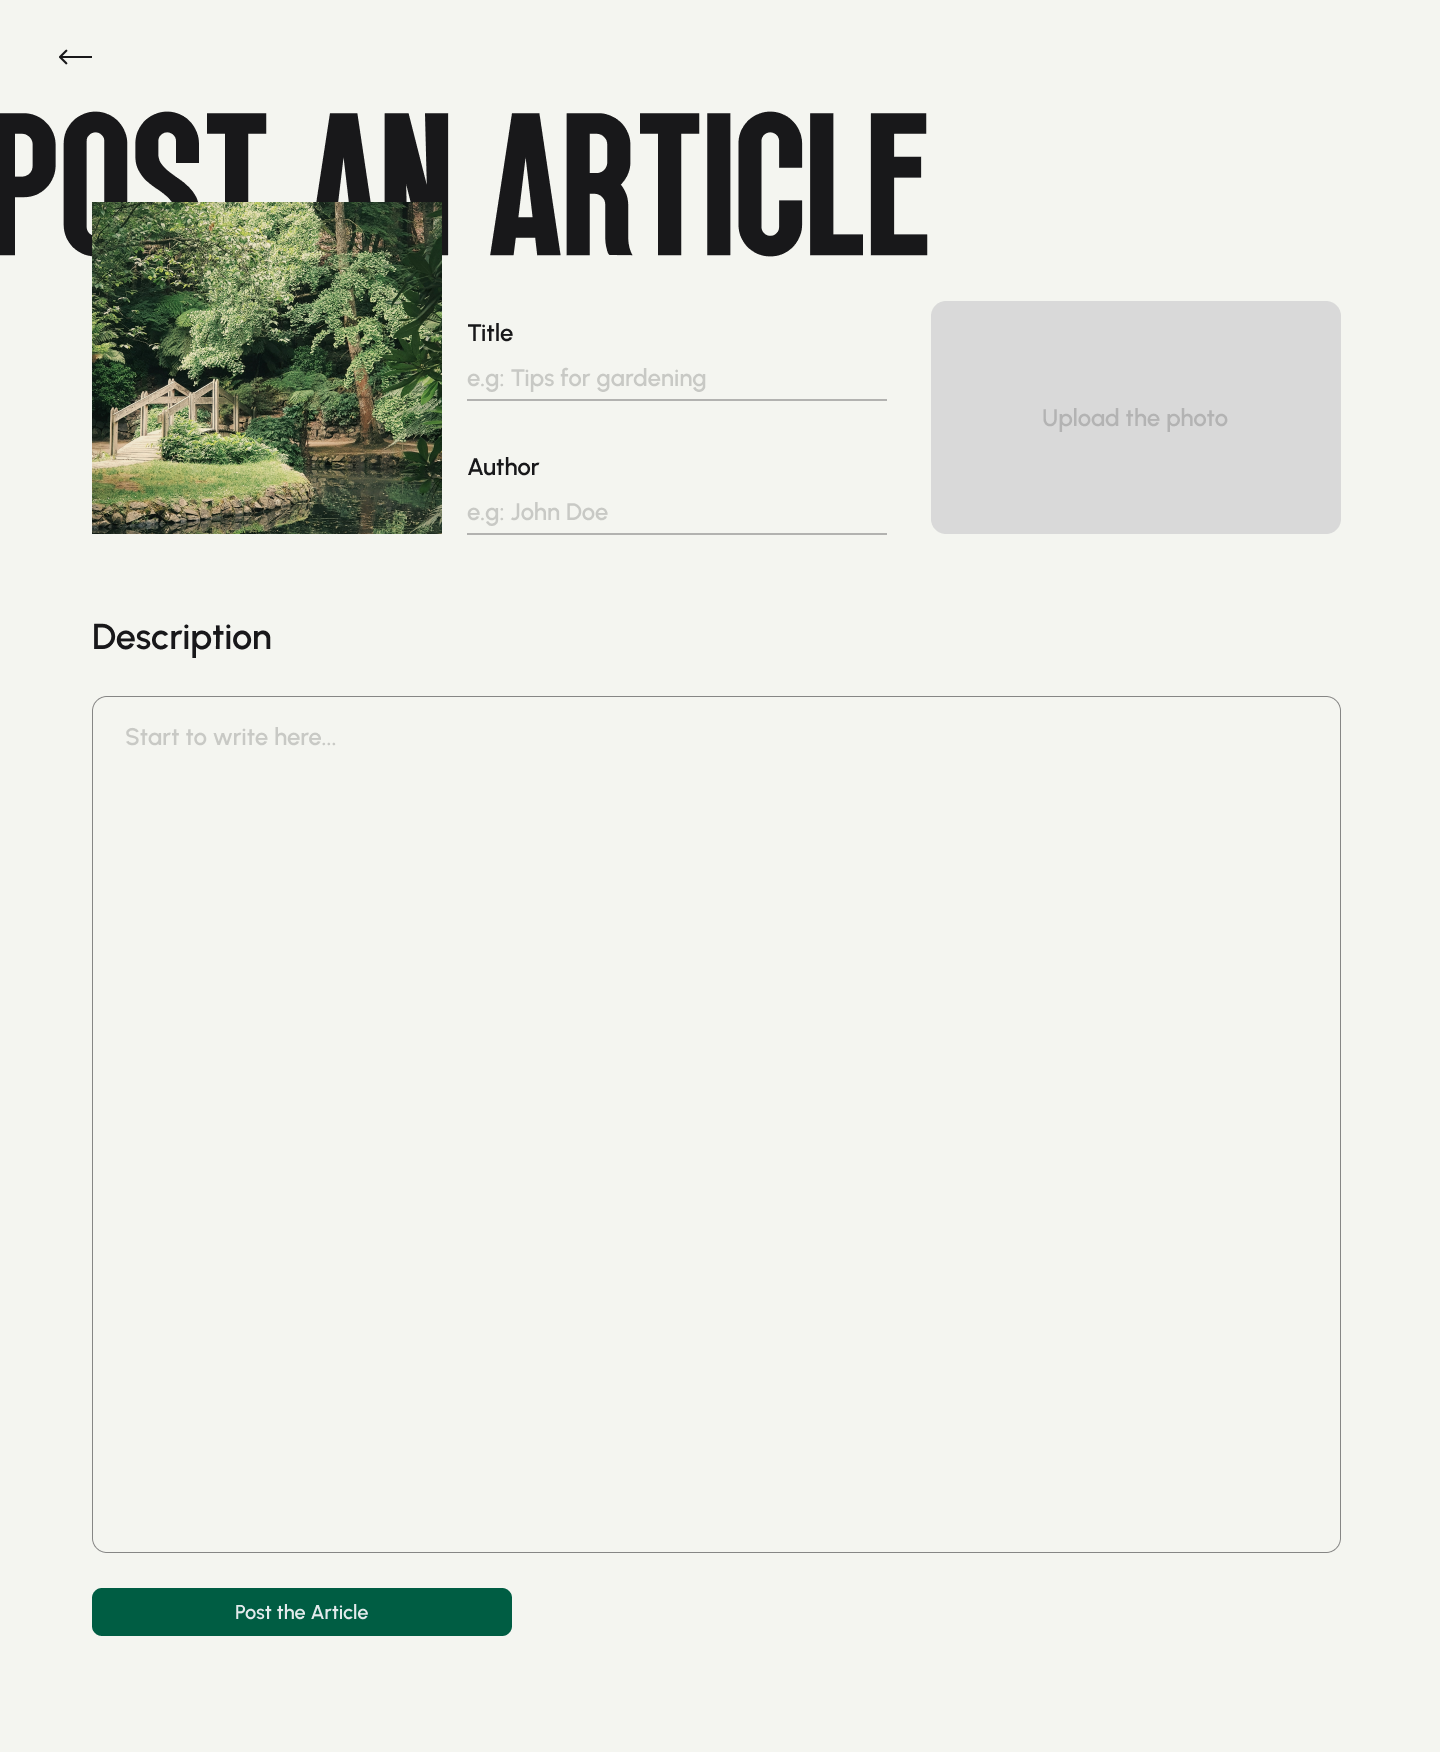 POST AN ARTICLE
Title
e.g: Tips for gardening
Author
e.g: John Doe
Upload the photo
Description
Start to write here...
Post the Article